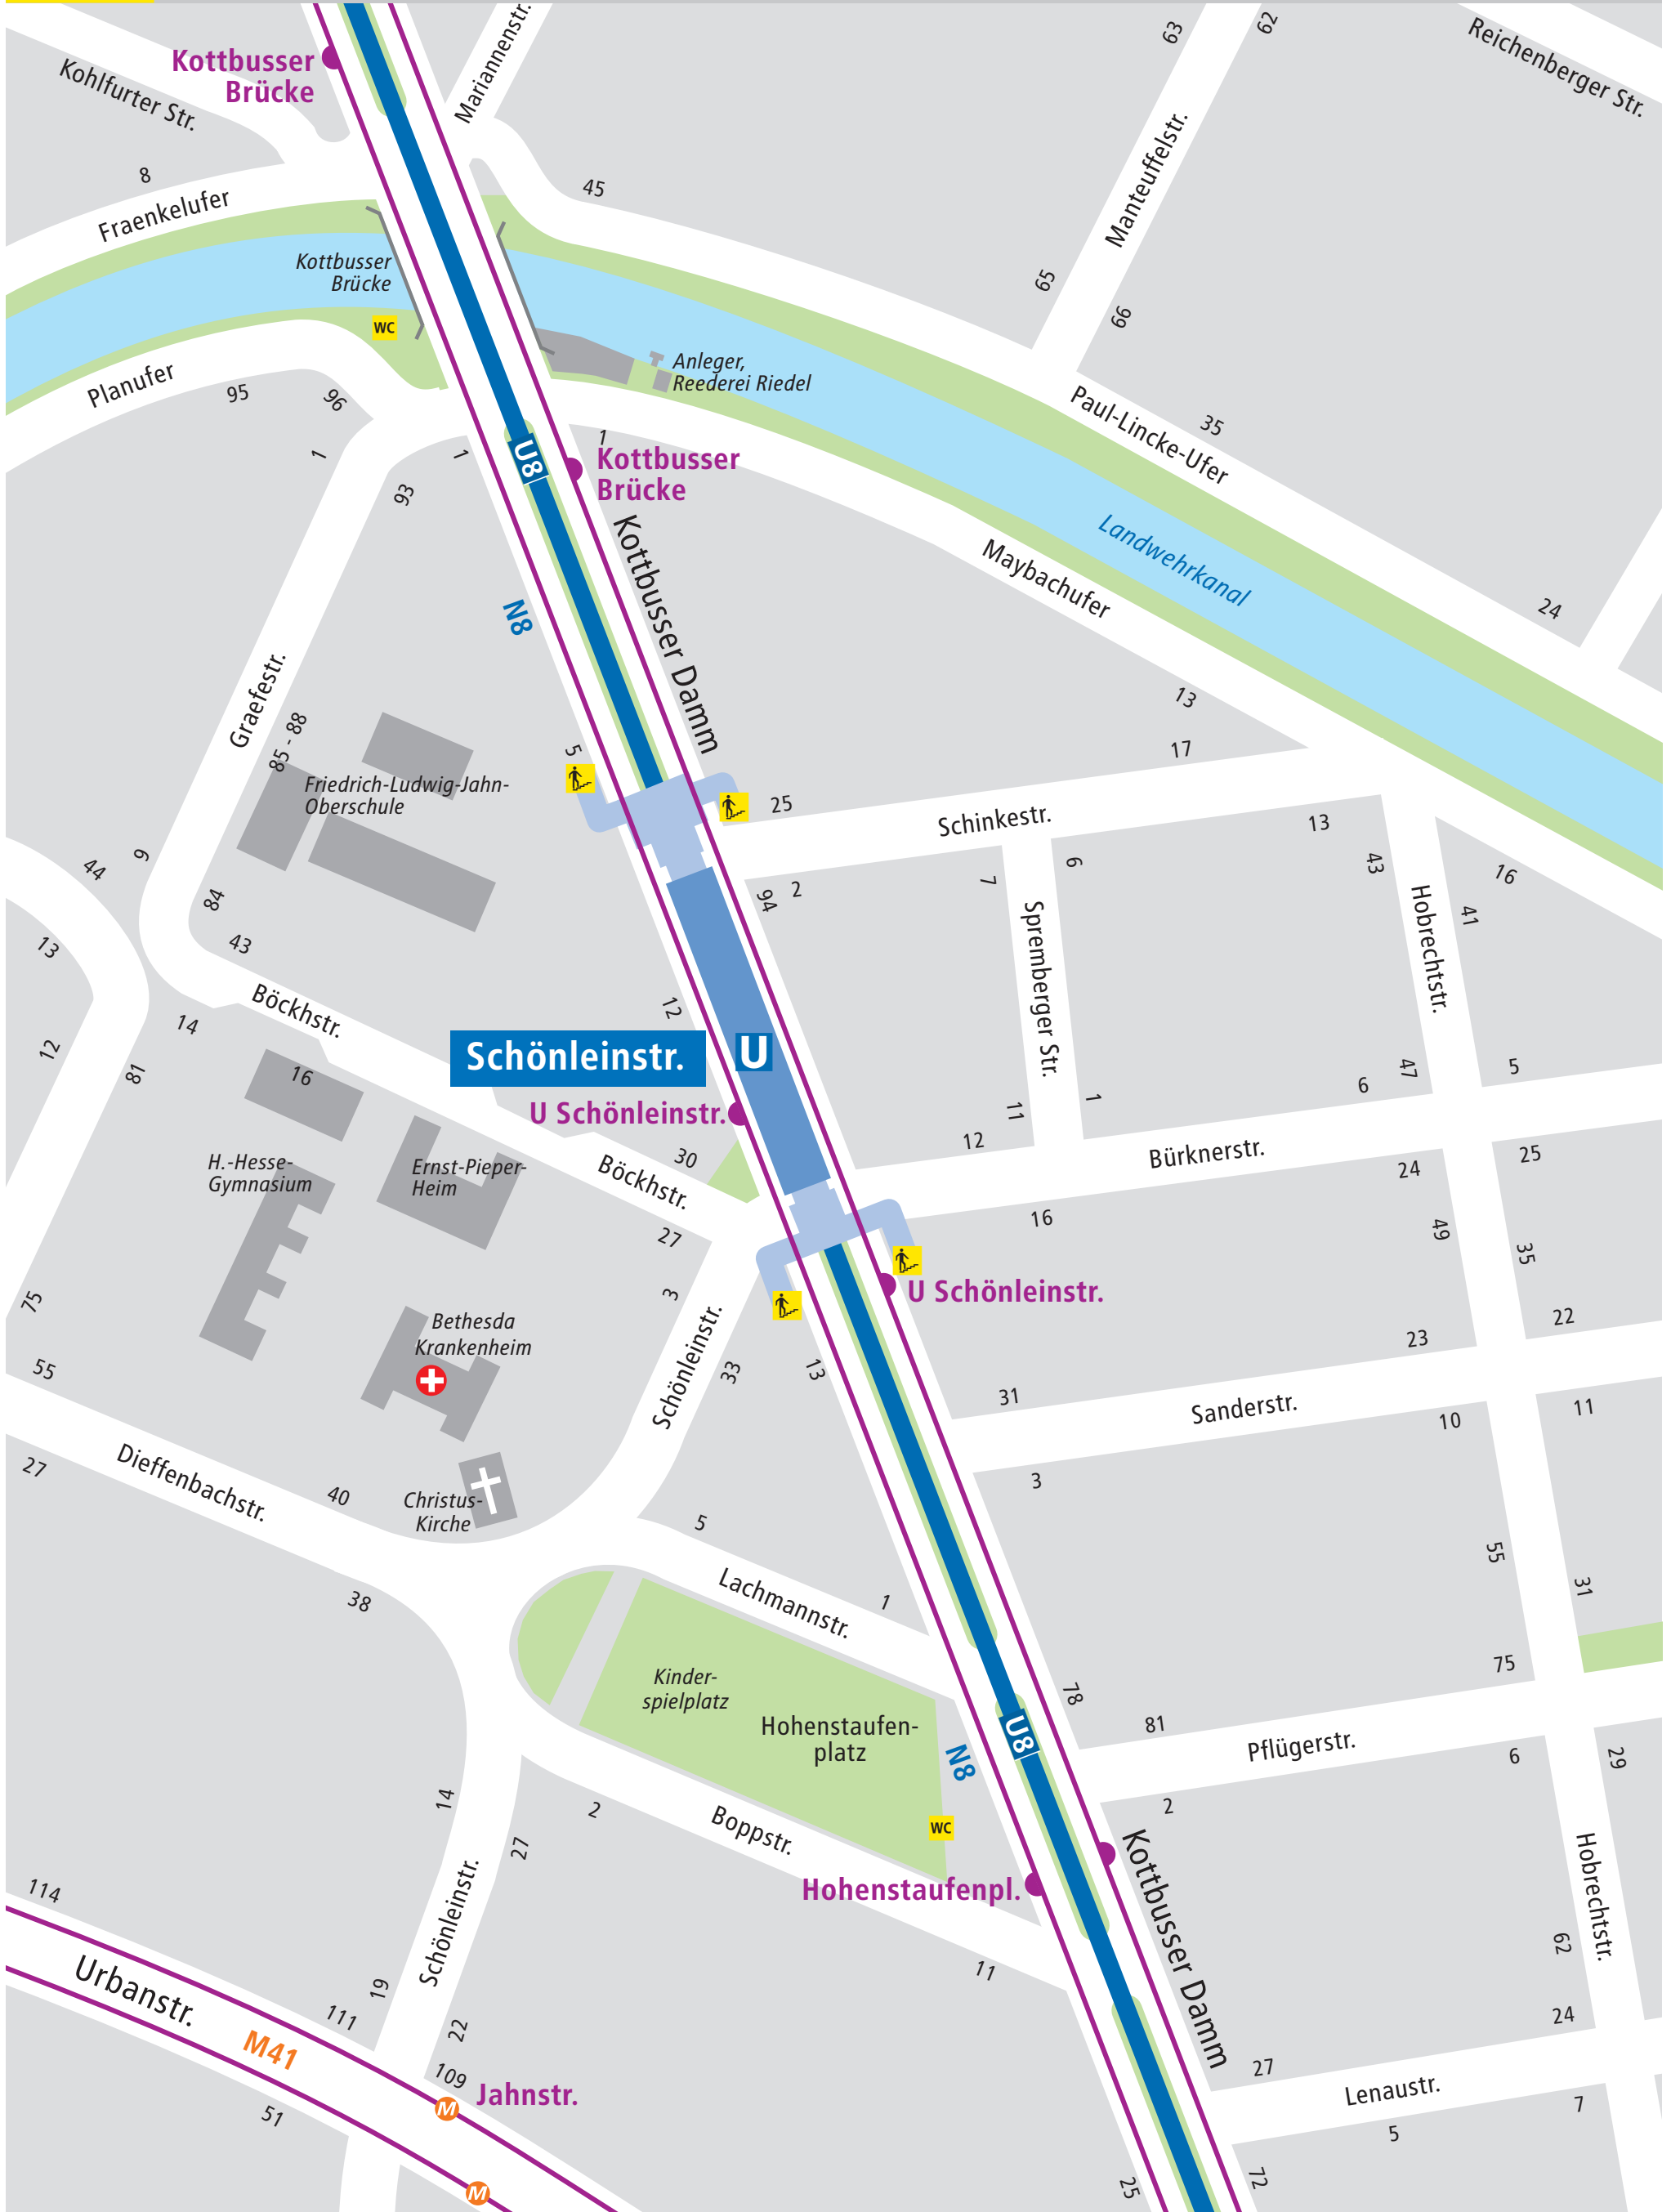 Kottbusser
Brücke
Mariannenstr.
63
62
Reichenberger Str.
Kohlfurter Str.
Manteuffelstr.
8
45
Fraenkelufer
Kottbusser
Brücke
65
66
WC
Anleger,
Reederei Riedel
Planufer
95
96
Paul-Lincke-Ufer
35
1
1
1
93
U8
Kottbusser
Brücke
Landwehrkanal
Maybachufer
24
N8
Kottbusser Damm
Graefestr.
13
17
85 - 88
5
Friedrich-Ludwig-Jahn-
Oberschule
25
Schinkestr.
13
44
9
84
94
2
7
6
43
16
Hobrechtstr.
41
13
43
Spremberger Str.
Böckhstr.
14
12
12
81
16
Schönleinstr.
U
47
5
6
11
1
U Schönleinstr.
12
Bürknerstr.
H.-Hesse-
Gymnasium
Ernst-Pieper-
Heim
30
Böckhstr.
24
25
27
16
49
35
3
75
U Schönleinstr.
Bethesda
Krankenheim
22
23
Schönleinstr.
33
13
55
31
Sanderstr.
10
11
27
Dieffenbachstr.
40
Christus-
Kirche
3
5
55
31
38
Lachmannstr.
1
Kinder-
spielplatz
75
78
81
Hohenstaufen-
platz
U8
N8
Pflügerstr.
6
29
14
2
27
Boppstr.
WC
2
Kottbusser Damm
Hobrechtstr.
114
Hohenstaufenpl.
Schönleinstr.
62
11
19
Urbanstr.
111
M41
22
24
109
27
Jahnstr.
Lenaustr.
M
51
7
5
72
25
M